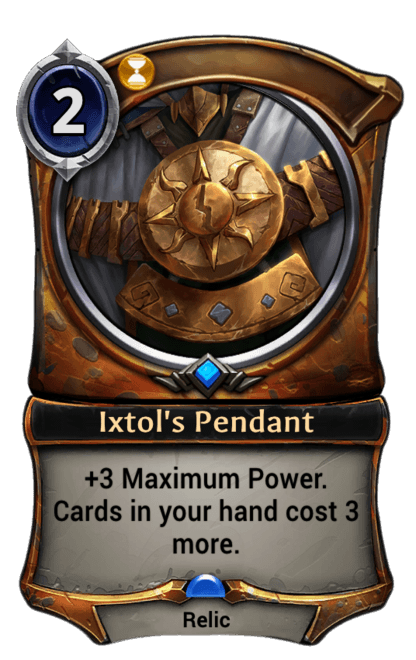 2
Ixtol's Pendant
+3 Maximum Power.
Cards in your hand cost 3
more.
Relic